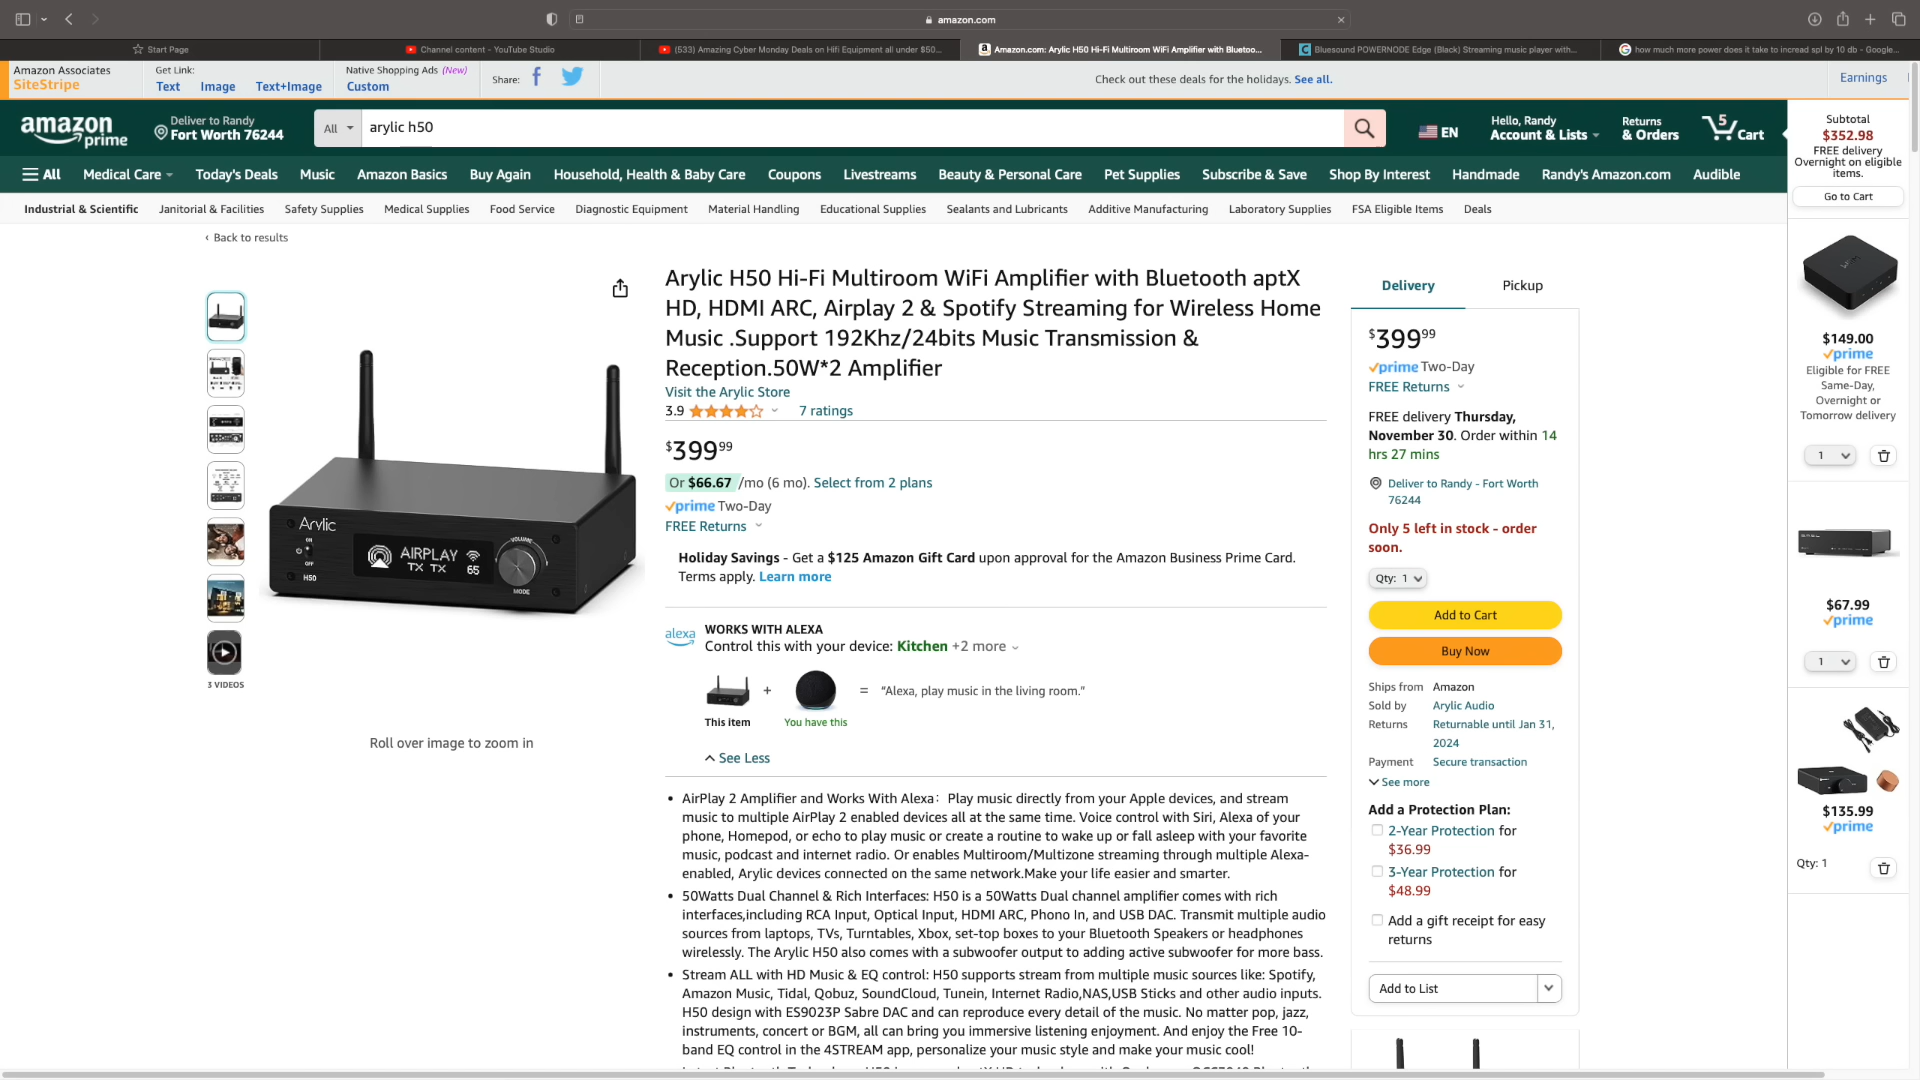 amazon.com
Start Page
Channel content - YouTube Studio
(533) Amazing Cyber Monday Deals on Hifi Equipment all under $50...
Amazon.com: Arylic H50 Hi-Fi Multiroom WiFi Amplifier with Bluetoo...
Bluesound POWERNODE Edge (Black) Streaming music player with...
how much more power does it take to incread spl by 10 db - Google...
Amazon Associates
SiteStripe
Get Link:
Text Image Text+Image
Native Shopping Ads (New)
Custom
Share:
Check out these deals for the holidays. See all.
Earnings
amazon prime
Deliver to Randy
Fort Worth 76244
All
arylic h50
EN
Hello, Randy
Account & Lists
Returns
& Orders
5
Cart
All Medical Care Today's Deals Music Amazon Basics Buy Again Household, Health & Baby Care Coupons Livestreams Beauty & Personal Care Pet Supplies Subscribe & Save Shop By Interest Handmade Randy's Amazon.com Audible
Industrial & Scientific Janitorial & Facilities Safety Supplies Medical Supplies Food Service Diagnostic Equipment Material Handling Educational Supplies Sealants and Lubricants Additive Manufacturing Laboratory Supplies FSA Eligible Items Deals
‹ Back to results
3 VIDEOS
Arylic
ON
OFF
H50
AIRPLAY
TX TX 65
VOLUME
MODE
Roll over image to zoom in
Arylic H50 Hi-Fi Multiroom WiFi Amplifier with Bluetooth aptX
HD, HDMI ARC, Airplay 2 & Spotify Streaming for Wireless Home
Music .Support 192Khz/24bits Music Transmission &
Reception.50W*2 Amplifier
Visit the Arylic Store
3.9 7 ratings
$399 99
Or $66.67 /mo (6 mo). Select from 2 plans
prime Two-Day
FREE Returns
Holiday Savings - Get a $125 Amazon Gift Card upon approval for the Amazon Business Prime Card.
Terms apply. Learn more
alexa
WORKS WITH ALEXA
Control this with your device: Kitchen +2 more
+ = “Alexa, play music in the living room.”
This item You have this
See Less
• AirPlay 2 Amplifier and Works With Alexa： Play music directly from your Apple devices, and stream
music to multiple AirPlay 2 enabled devices all at the same time. Voice control with Siri, Alexa of your
phone, Homepod, or echo to play music or create a routine to wake up or fall asleep with your favorite
music, podcast and internet radio. Or enables Multiroom/Multizone streaming through multiple Alexa-
enabled, Arylic devices connected on the same network.Make your life easier and smarter.
• 50Watts Dual Channel & Rich Interfaces: H50 is a 50Watts Dual channel amplifier comes with rich
interfaces,including RCA Input, Optical Input, HDMI ARC, Phono In, and USB DAC. Transmit multiple audio
sources from laptops, TVs, Turntables, Xbox, set-top boxes to your Bluetooth Speakers or headphones
wirelessly. The Arylic H50 also comes with a subwoofer output to adding active subwoofer for more bass.
• Stream ALL with HD Music & EQ control: H50 supports stream from multiple music sources like: Spotify,
Amazon Music, Tidal, Qobuz, SoundCloud, Tunein, Internet Radio,NAS,USB Sticks and other audio inputs.
H50 design with ES9023P Sabre DAC and can reproduce every detail of the music. No matter pop, jazz,
instruments, concert or BGM, all can bring you immersive listening enjoyment. And enjoy the Free 10-
band EQ control in the 4STREAM app, personalize your music style and make your music cool!
Delivery Pickup
$399 99
prime Two-Day
FREE Returns
FREE delivery Thursday,
November 30. Order within 14
hrs 27 mins
Deliver to Randy - Fort Worth
76244
Only 5 left in stock - order
soon.
Qty: 1
Add to Cart
Buy Now
Ships from Amazon
Sold by Arylic Audio
Returns Returnable until Jan 31,
2024
Payment Secure transaction
See more
Add a Protection Plan:
2-Year Protection for
$36.99
3-Year Protection for
$48.99
Add a gift receipt for easy
returns
Add to List
Subtotal
$352.98
FREE delivery
Overnight on eligible
items.
Go to Cart
$149.00
prime
Eligible for FREE
Same-Day,
Overnight or
Tomorrow delivery
1
$67.99
prime
1
$135.99
prime
Qty: 1